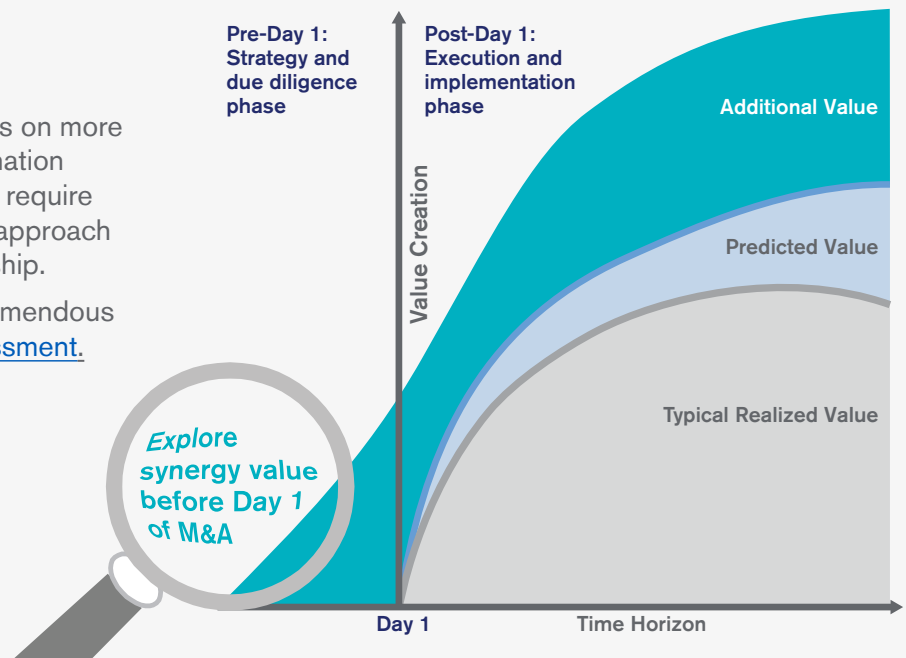 s on more
nation
require
approach
ship.
mendous
ssment.
Pre-Day 1:
Strategy and
due diligence
phase
Post-Day 1:
Execution and
implementation
phase
Value Creation
Additional Value
Predicted Value
Typical Realized Value
Explore
synergy value
before Day 1
of M&A
Day 1
Time Horizon